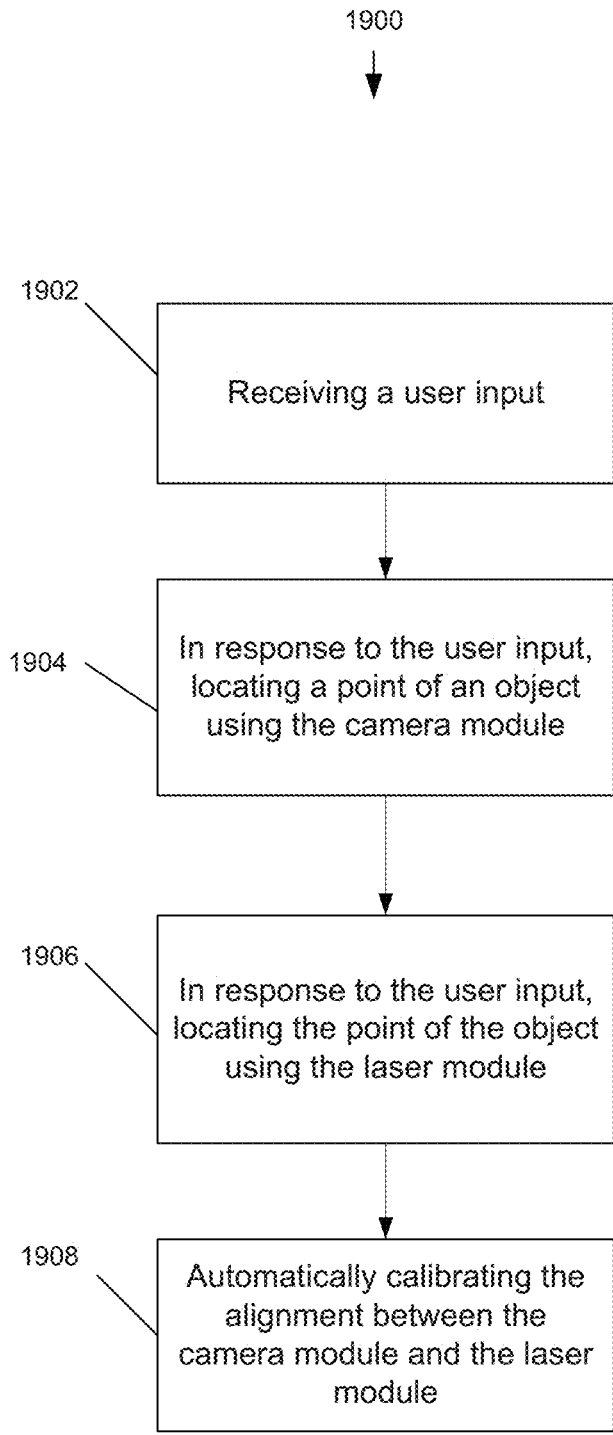 1900
1902
Receiving a user input
1904
In response to the user input,
locating a point of an object
using the camera module
1906
In response to the user input,
locating the point of the object
using the laser module
1908
Automatically calibrating the
alignment between the
camera module and the laser
module